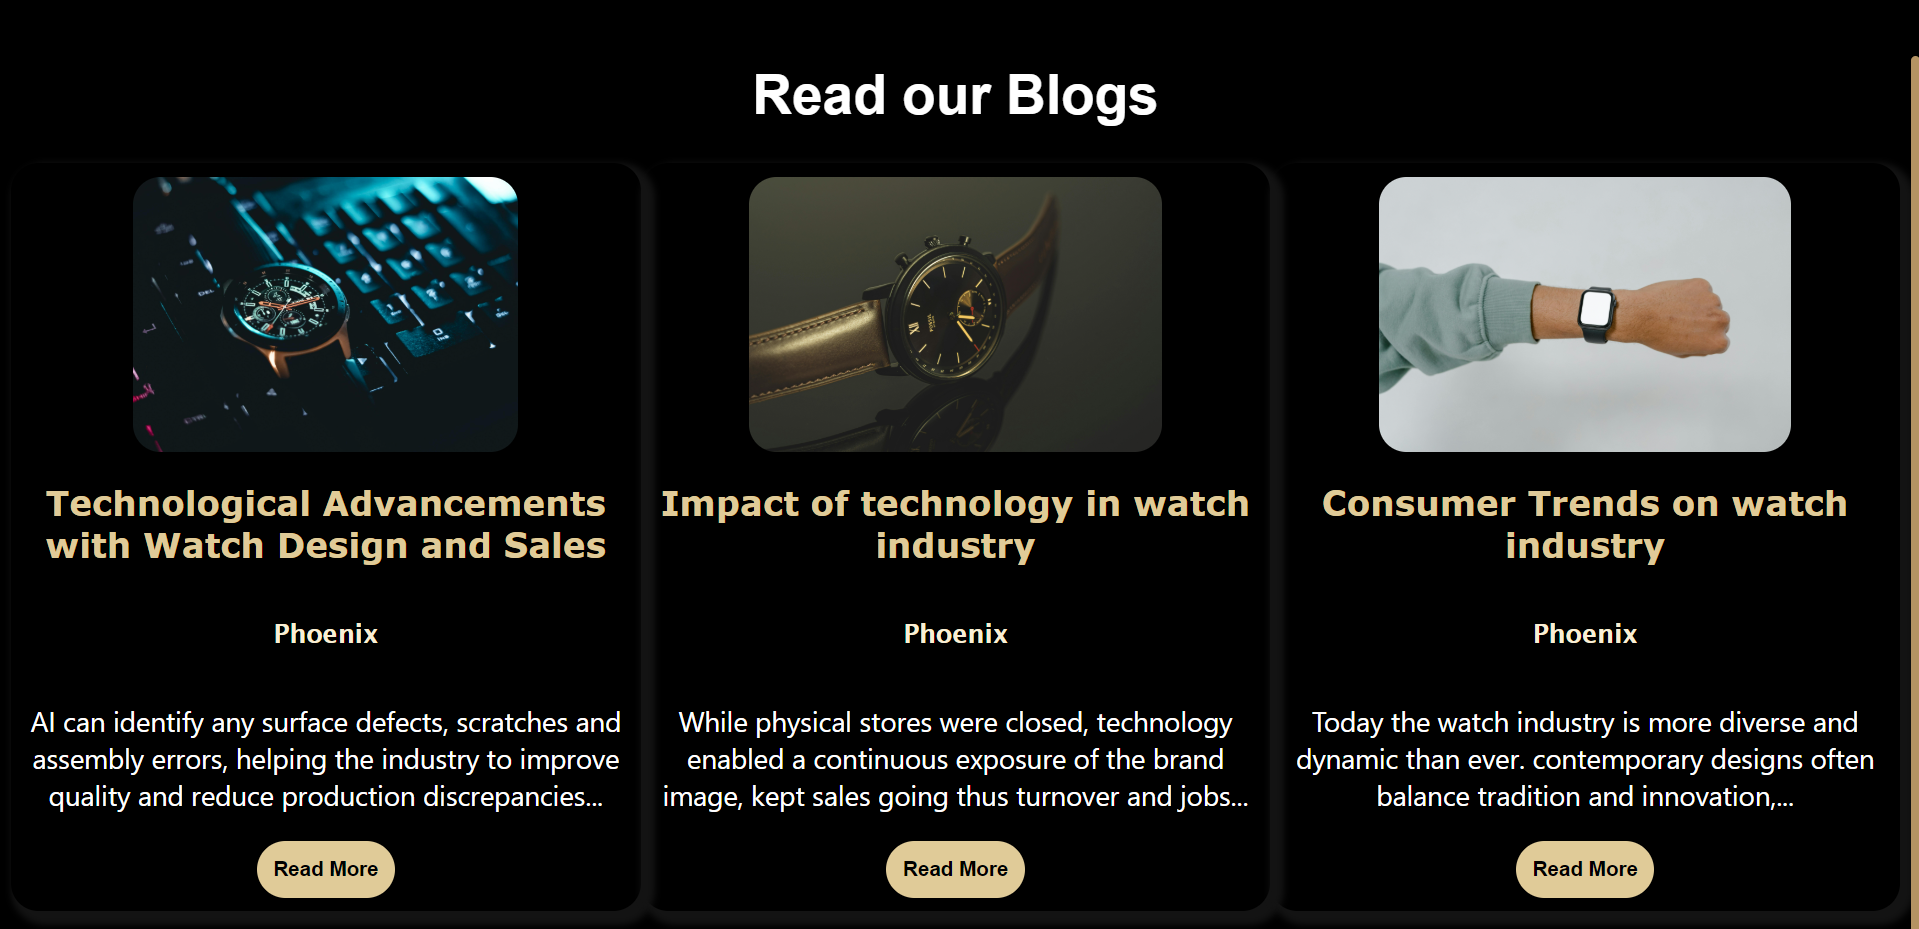 Read our Blogs
Technological Advancements
with Watch Design and Sales
Phoenix
AI can identify any surface defects, scratches and
assembly errors, helping the industry to improve
quality and reduce production discrepancies...
Read More
Impact of technology in watch
industry
Phoenix
While physical stores were closed, technology
enabled a continuous exposure of the brand
image, kept sales going thus turnover and jobs...
Read More
Consumer Trends on watch
industry
Phoenix
Today the watch industry is more diverse and
dynamic than ever. contemporary designs often
balance tradition and innovation,...
Read More